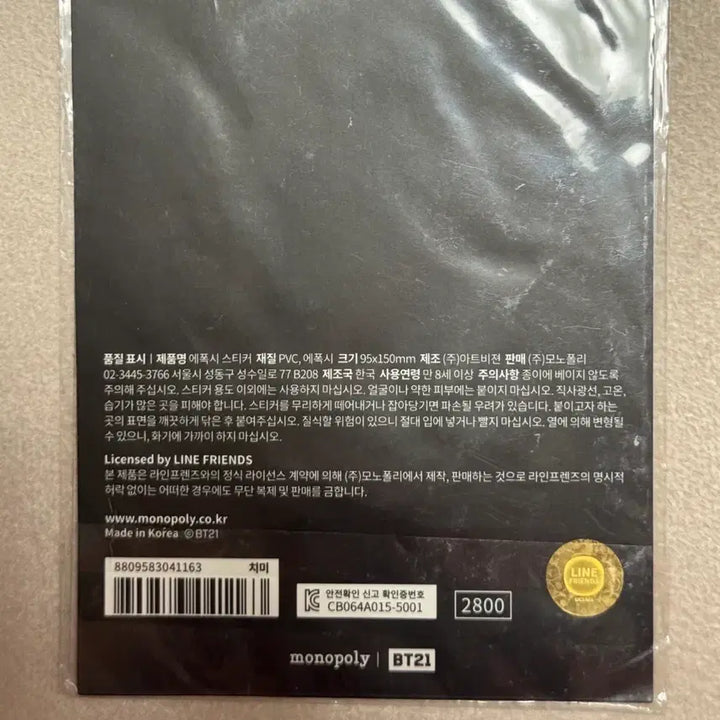 품질 표시 | 제품명 에폭시 스티커 재질 PVC, 에폭시 크기 95x150mm 제조 (주)아트비젼 판매 (주)모노폴리
02-3445-3766 서울시 성동구 성수일로 77 B208 제조국 한국 사용연령 만 8세 이상 주의사항 종이에 베이지 않도록
주의해 주십시오. 스티커 용도 이외에는 사용하지 마십시오. 얼굴이나 약한 피부에는 붙이지 마십시오. 직사광선, 고온,
습기가 많은 곳을 피해야 합니다. 스티커를 무리하게 떼어내거나 잡아당기면 파손될 우려가 있습니다. 붙이고자 하는
곳의 표면을 깨끗하게 닦은 후 붙여주십시오. 질식할 위험이 있으니 절대 입에 넣거나 빨지 마십시오. 열에 의해 변형될
수 있으니, 화기에 가까이 하지 마십시오.
Licensed by LINE FRIENDS
본 제품은 라인프렌즈와의 정식 라이선스 계약에 의해 (주)모노폴리에서 제작, 판매하는 것으로 라인프렌즈의 명시적
허락 없이는 어떠한 경우에도 무단 복제 및 판매를 금합니다.
www.monopoly.co.kr
Made in Korea ©BT21
8809583041163 치미
안전확인 신고 확인증번호
CB064A015-5001
2800
LINE
FRIENDS
monopoly | BT21